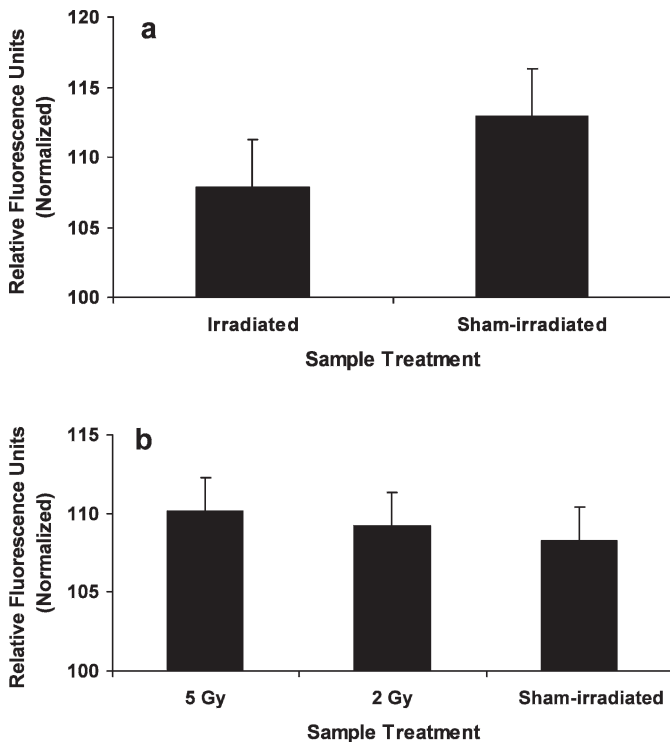 a
Relative Fluorescence Units
(Normalized)
120
115
110
105
100
Irradiated Sham-irradiated
Sample Treatment
b
Relative Fluorescence Units
(Normalized)
115
110
105
100
5 Gy 2 Gy Sham-irradiated
Sample Treatment